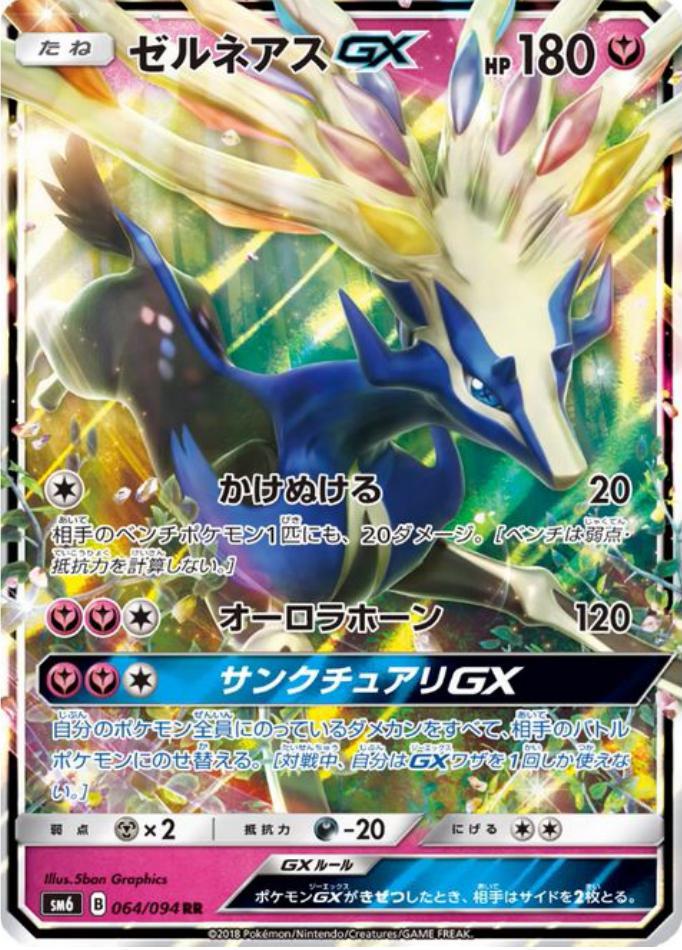 たね ゼルネアスGX HP 180
かけぬける 20
相手のベンチポケモン1匹にも、20ダメージ。[ベンチは弱点・
抵抗力を計算しない。]
オーロラホーン 120
サンクチュアリGX
自分のポケモン全員にのっているダメカンをすべて、相手のバトル
ポケモンにのせ替える。[対戦中、自分はGXワザを1回しか使えな
い。]
弱点 ×2 抵抗力 -20 にげる
Illus.5ban Graphics
GXルール
SM6 B 064/094 RR
ポケモンGXがきぜつしたとき、相手はサイドを2枚とる。
©2018 Pokémon/Nintendo/Creatures/GAME FREAK.